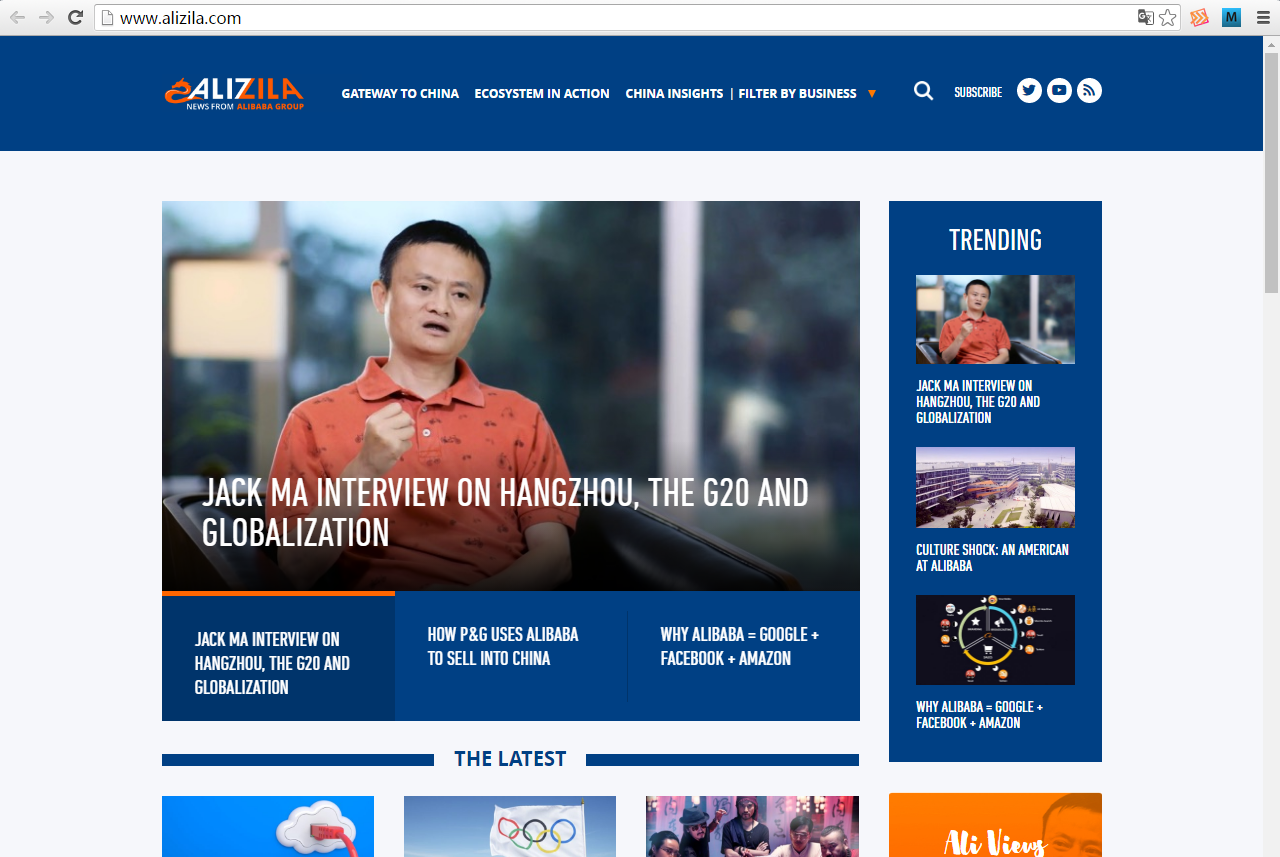 www.alizila.com
M
ALIZILA
NEWS FROM ALIBABA GROUP
GATEWAY TO CHINA
ECOSYSTEM IN ACTION
CHINA INSIGHTS
| FILTER BY BUSINESS
SUBSCRIBE
JACK MA INTERVIEW ON HANGZHOU, THE G20 AND
GLOBALIZATION
JACK MA INTERVIEW ON
HANGZHOU, THE G20 AND
GLOBALIZATION
HOW P&G USES ALIBABA
TO SELL INTO CHINA
WHY ALIBABA = GOOGLE +
FACEBOOK + AMAZON
TRENDING
JACK MA INTERVIEW ON
HANGZHOU, THE G20 AND
GLOBALIZATION
CULTURE SHOCK: AN AMERICAN
AT ALIBABA
WHY ALIBABA = GOOGLE +
FACEBOOK + AMAZON
THE LATEST
Ali Views